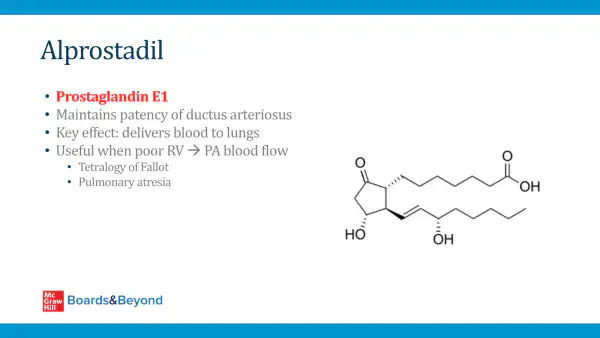 Alprostadil
• Prostaglandin E1
• Maintains patency of ductus arteriosus
• Key effect: delivers blood to lungs
• Useful when poor RV → PA blood flow
• Tetralogy of Fallot
• Pulmonary atresia
O
O
OH
HO
OH
Mc
Graw
Hill
Boards&Beyond